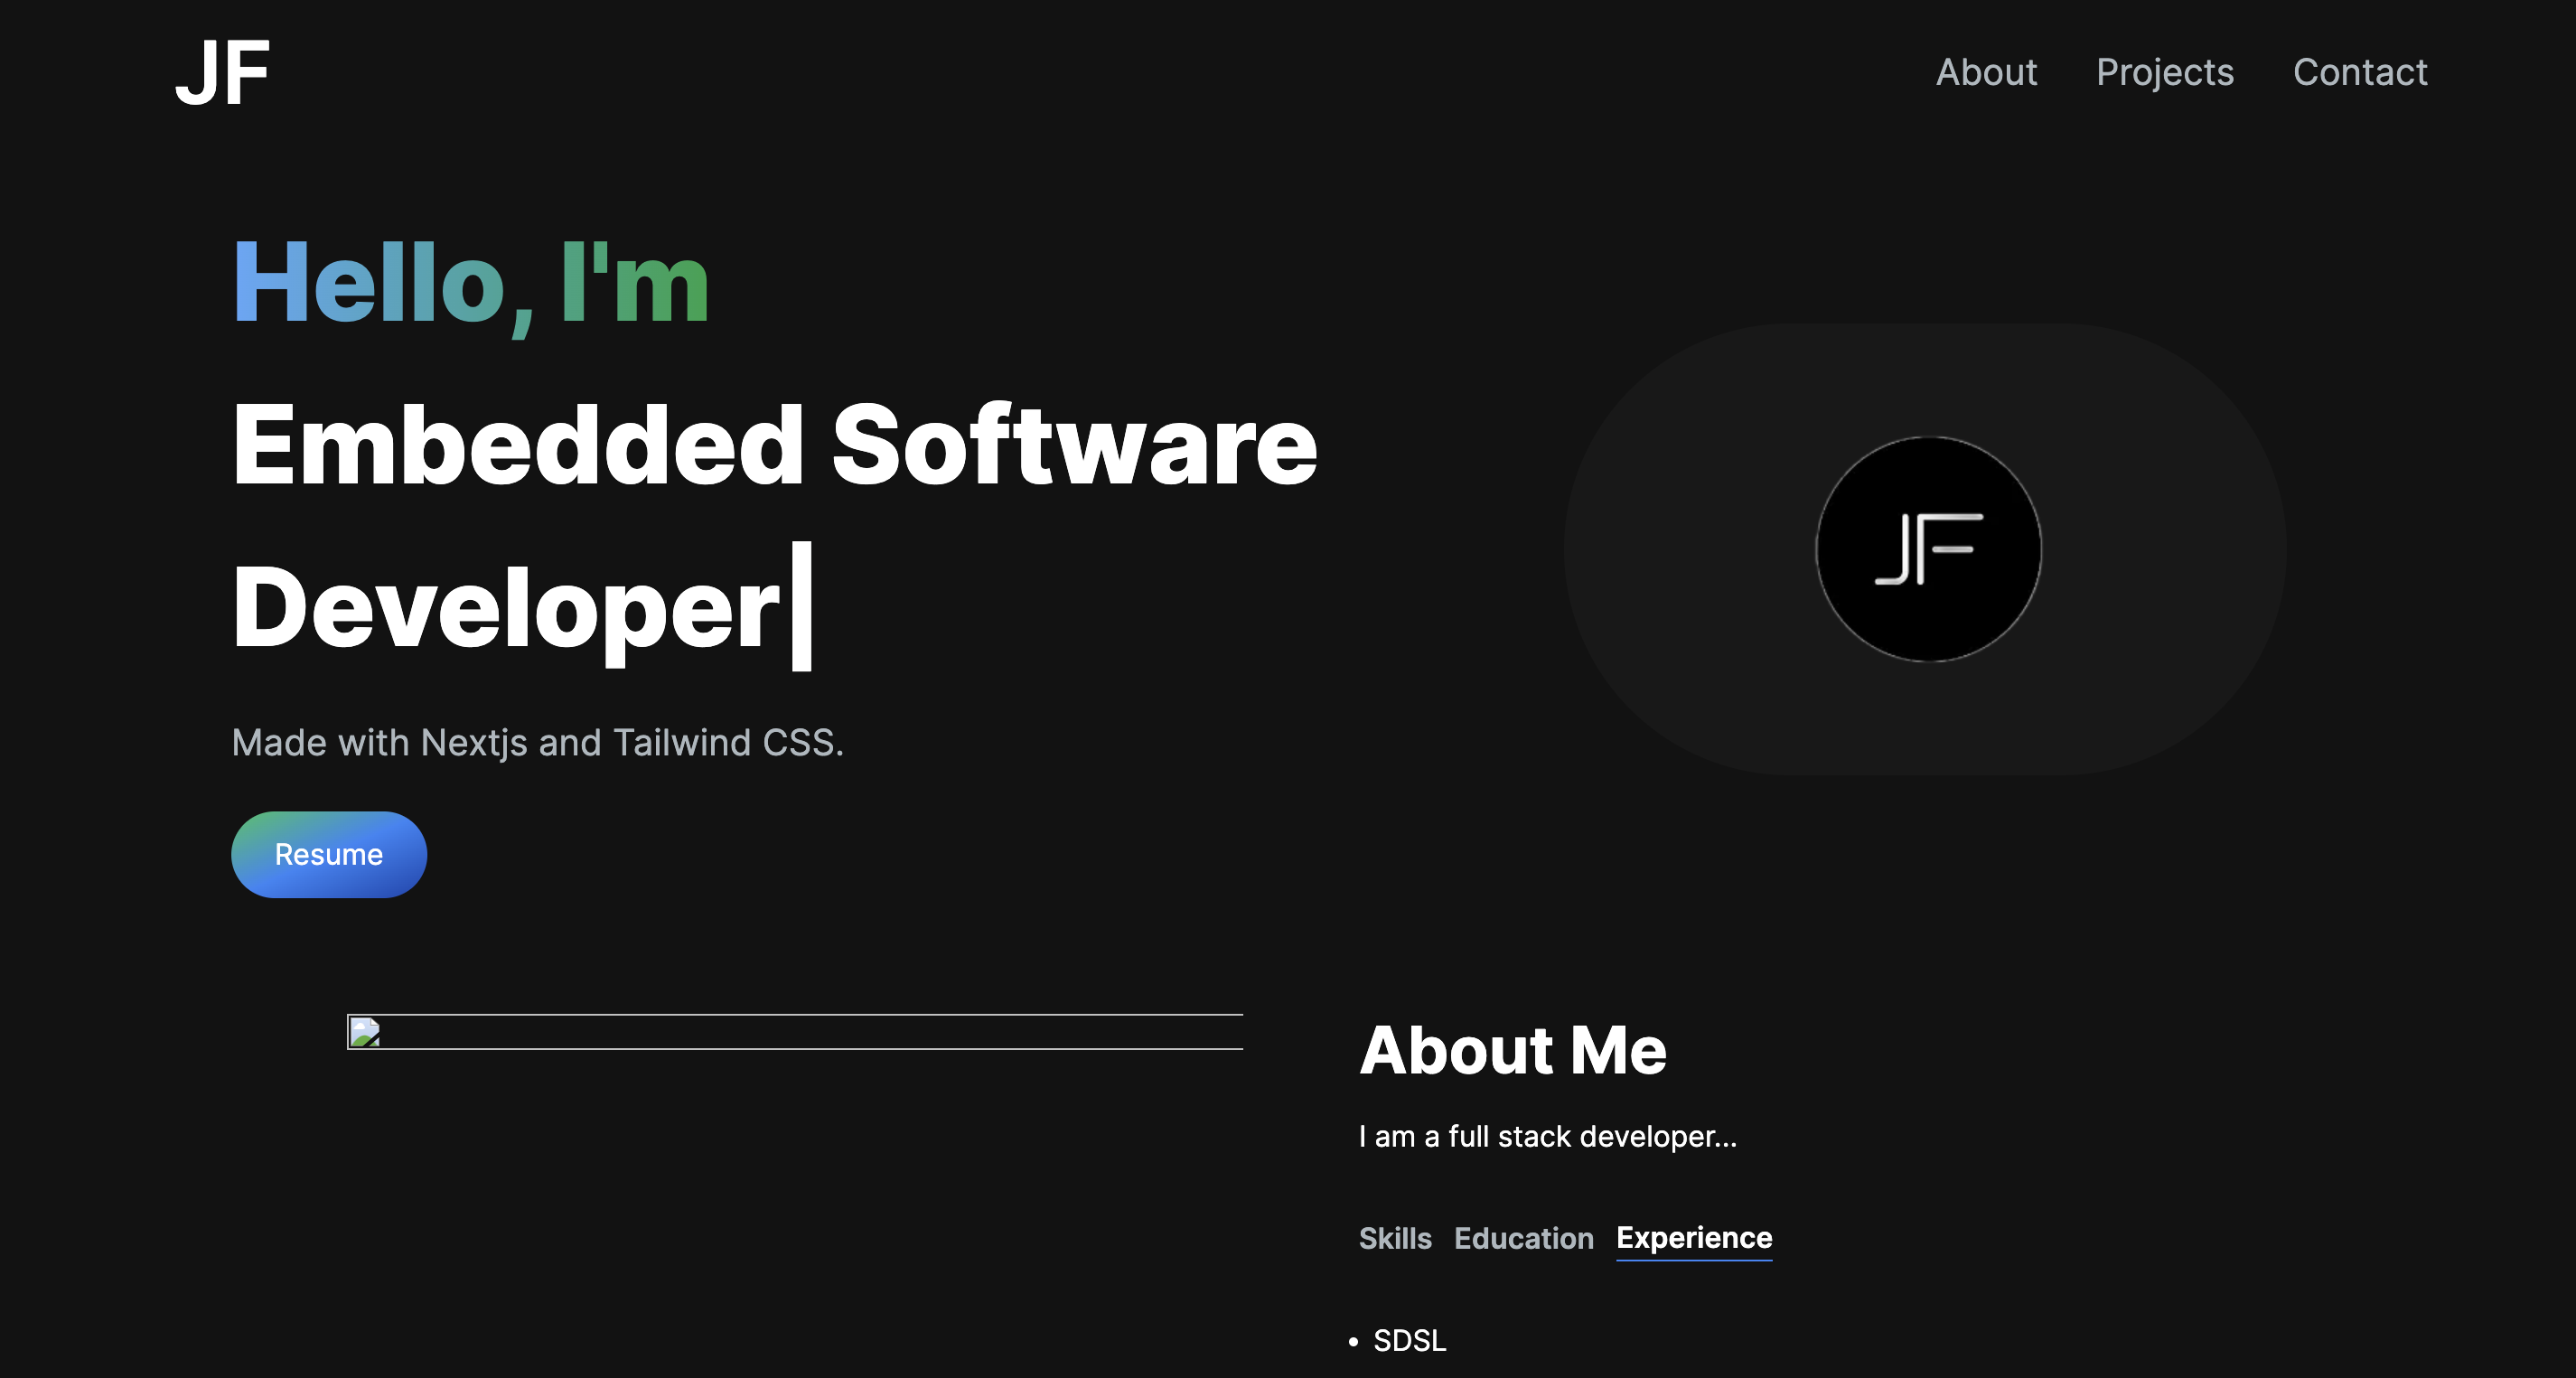 JF
About Projects Contact
Hello, I'm
Embedded Software
Developer|
JF
Made with Nextjs and Tailwind CSS.
Resume
About Me
I am a full stack developer...
Skills Education Experience
• SDSL